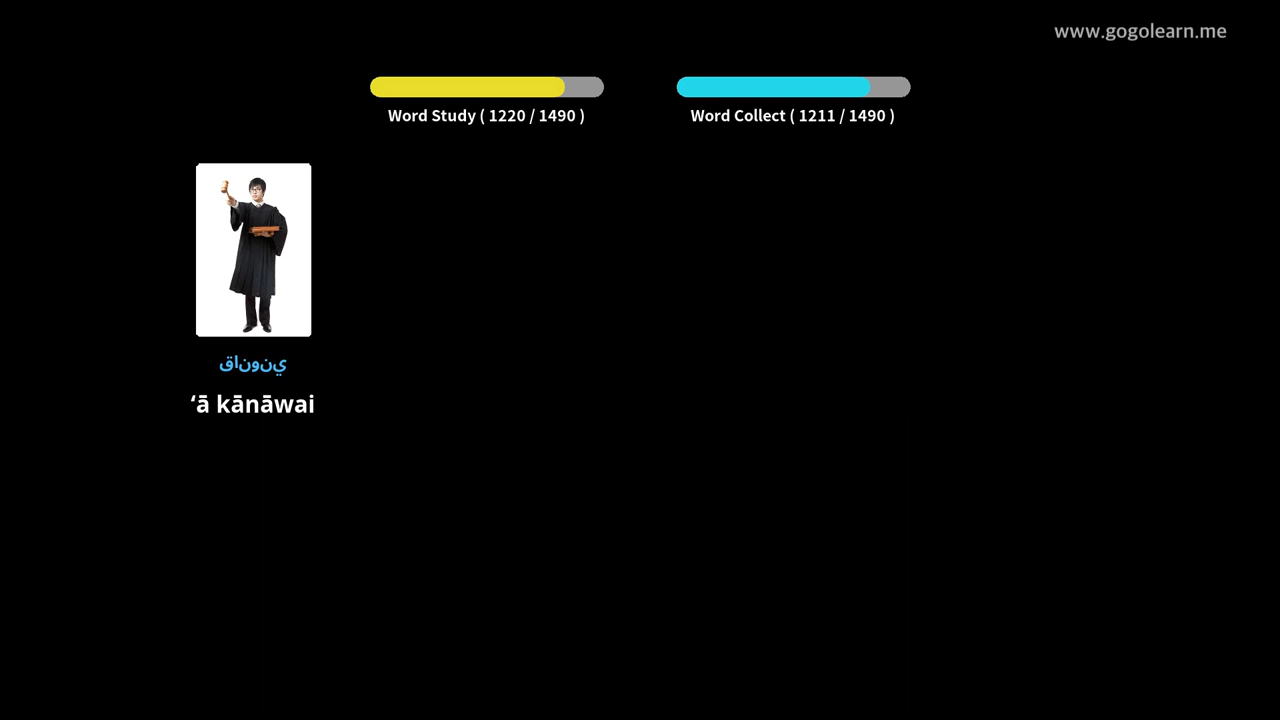 www.gogolearn.me
Word Study ( 1220 / 1490 )
Word Collect ( 1211 / 1490 )
قانوني
ʻā kānāwai